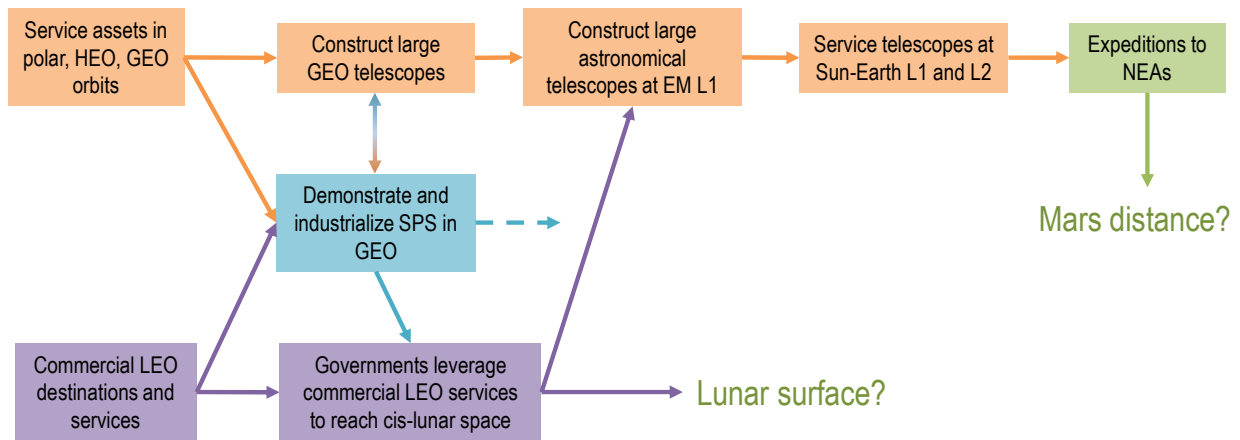 Service assets in
polar, HEO, GEO
orbits
Construct large
GEO telescopes
Construct large
astronomical
telescopes at EM L1
Service telescopes at
Sun-Earth L1 and L2
Expeditions to
NEAs
Demonstrate and
industrialize SPS in
GEO
Mars distance?
Commercial LEO
destinations and
services
Governments leverage
commercial LEO services
to reach cis-lunar space
Lunar surface?